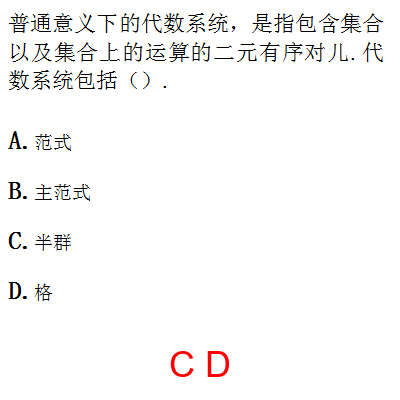 普通意义下的代数系统，是指包含集合
以及集合上的运算的二元有序对儿.代
数系统包括（）.
A.范式
B.主范式
C.半群
D.格
C D